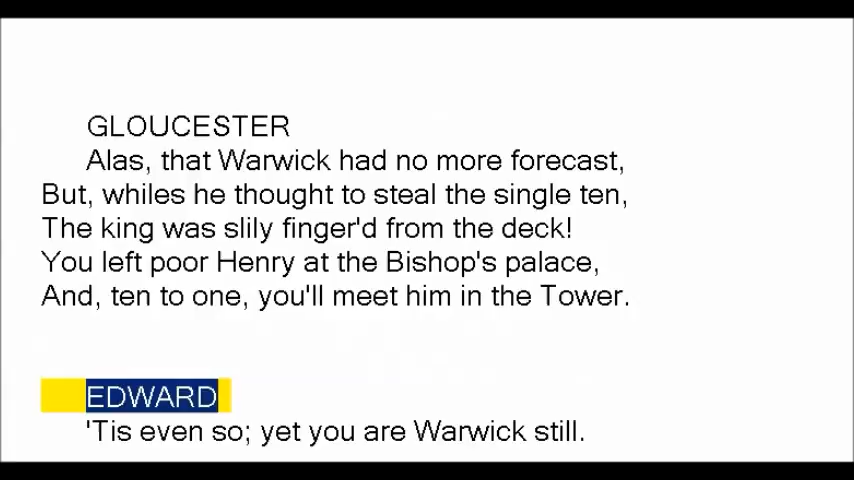 GLOUCESTER
Alas, that Warwick had no more forecast,
But, whiles he thought to steal the single ten,
The king was slily finger'd from the deck!
You left poor Henry at the Bishop's palace,
And, ten to one, you'll meet him in the Tower.
EDWARD
'Tis even so; yet you are Warwick still.